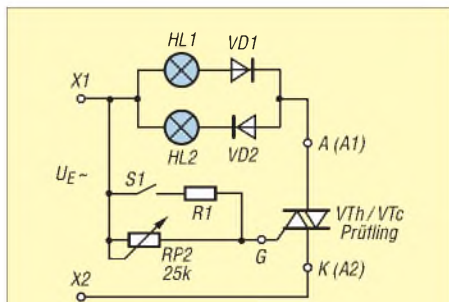 HL1 VD1
X1
HL2 VD2
A (A1)
U_E~
S1
R1
VTh / VTc
Prüfling
RP2
25k
G
K (A2)
X2